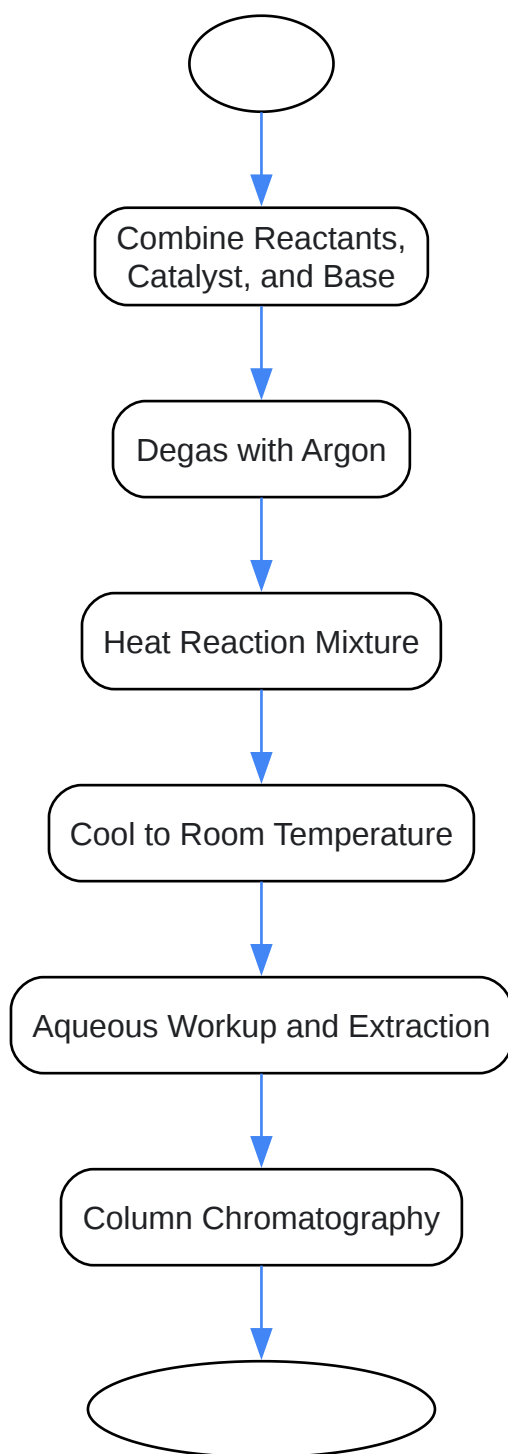 Combine Reactants,
Catalyst, and Base
Degas with Argon
Heat Reaction Mixture
Cool to Room Temperature
Aqueous Workup and Extraction
Column Chromatography